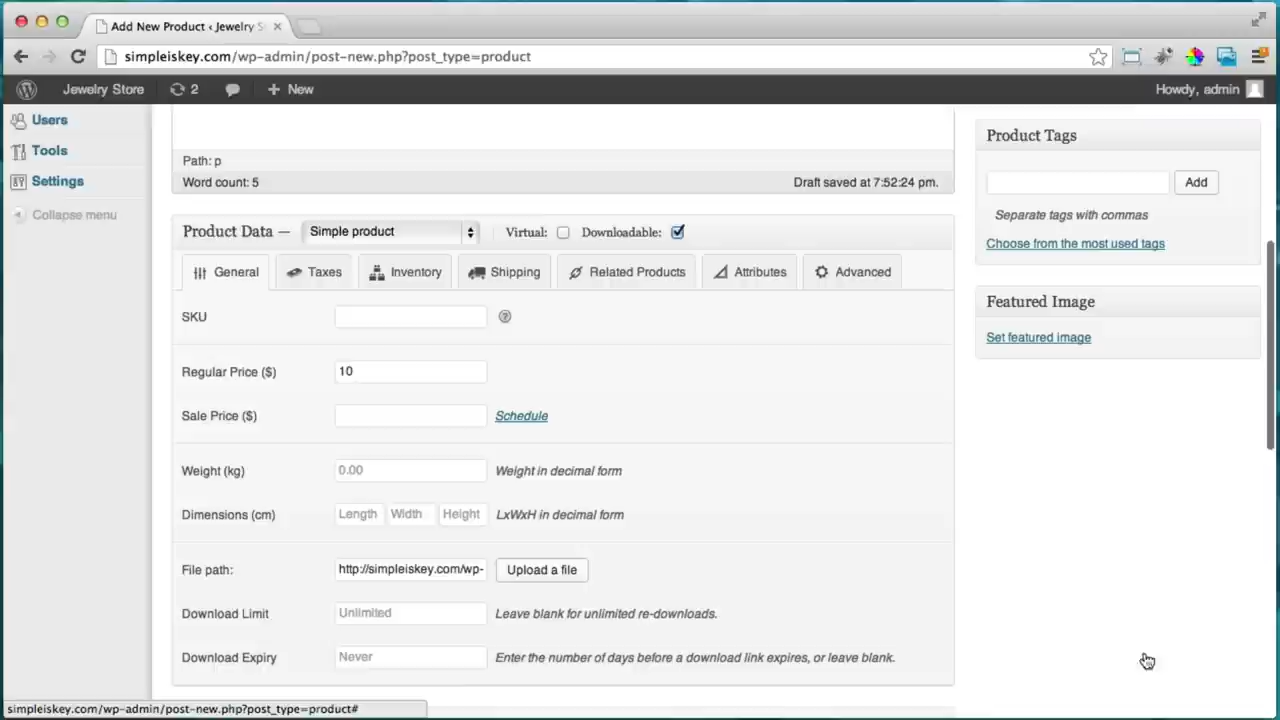 Add New Product ‹ Jewelry S
simpleiskey.com/wp-admin/post-new.php?post_type=product
Jewelry Store 2 + New Howdy, admin
Users
Tools
Settings
Collapse menu
Path: p
Word count: 5 Draft saved at 7:52:24 pm.
Product Data — Simple product Virtual: Downloadable:
General Taxes Inventory Shipping Related Products Attributes Advanced
SKU
Regular Price ($) 10
Sale Price ($) Schedule
Weight (kg) 0.00 Weight in decimal form
Dimensions (cm) Length Width Height LxWxH in decimal form
File path: http://simpleiskey.com/wp- Upload a file
Download Limit Unlimited Leave blank for unlimited re-downloads.
Download Expiry Never Enter the number of days before a download link expires, or leave blank.
Product Tags
Add
Separate tags with commas
Choose from the most used tags
Featured Image
Set featured image
simpleiskey.com/wp-admin/post-new.php?post_type=product#